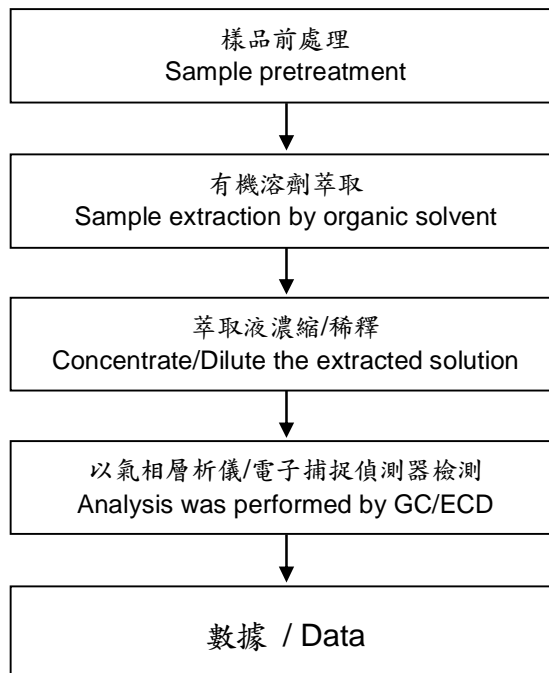 樣品前處理
Sample pretreatment
有機溶劑萃取
Sample extraction by organic solvent
萃取液濃縮/稀釋
Concentrate/Dilute the extracted solution
以氣相層析儀/電子捕捉偵測器檢測
Analysis was performed by GC/ECD
數據 / Data